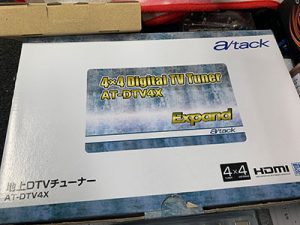 a/tack
4×4 Digital TV Tuner
AT-DTV4X
Expand
a/tack
地上DTVチューナー
AT-DTV4X
4×4
HDMI